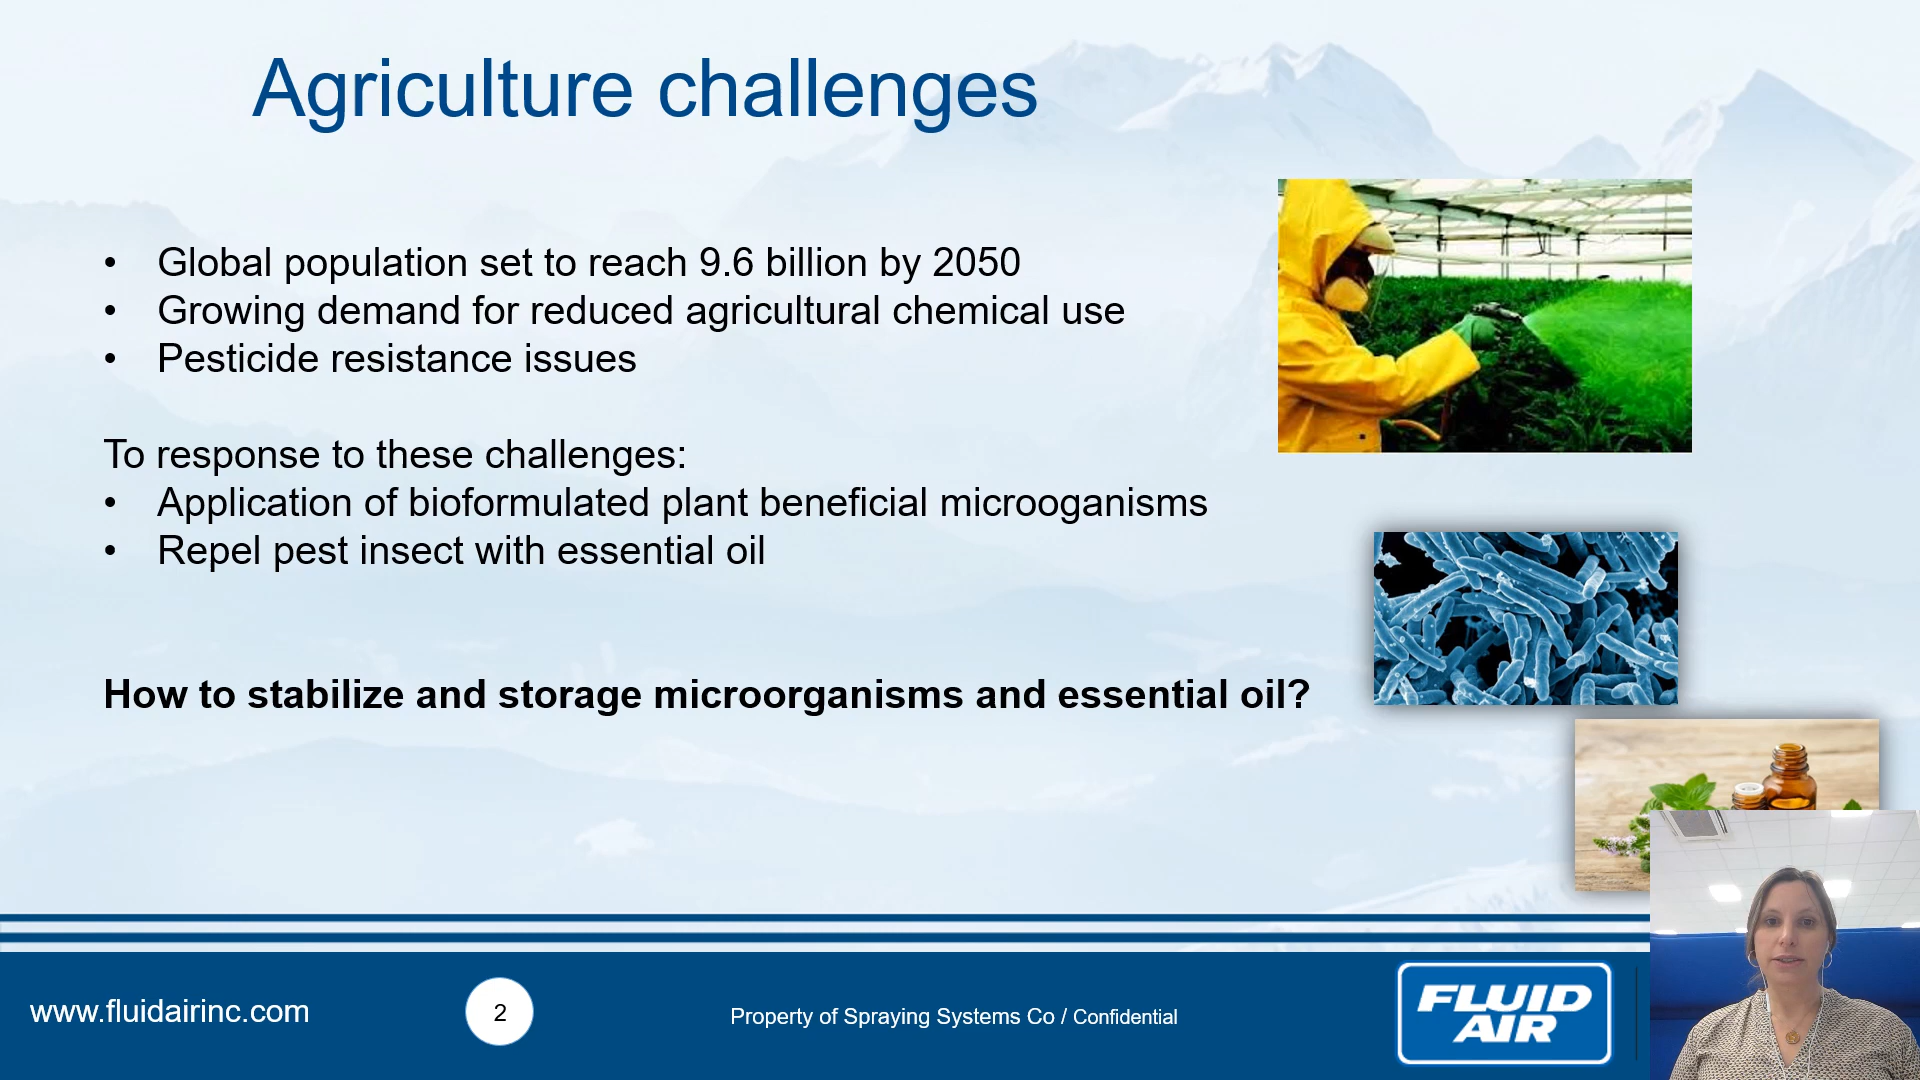 Agriculture challenges
• Global population set to reach 9.6 billion by 2050
• Growing demand for reduced agricultural chemical use
• Pesticide resistance issues
To response to these challenges:
• Application of bioformulated plant beneficial microoganisms
• Repel pest insect with essential oil
How to stabilize and storage microorganisms and essential oil?
www.fluidairinc.com
2
Property of Spraying Systems Co / Confidential
FLUID
AIR